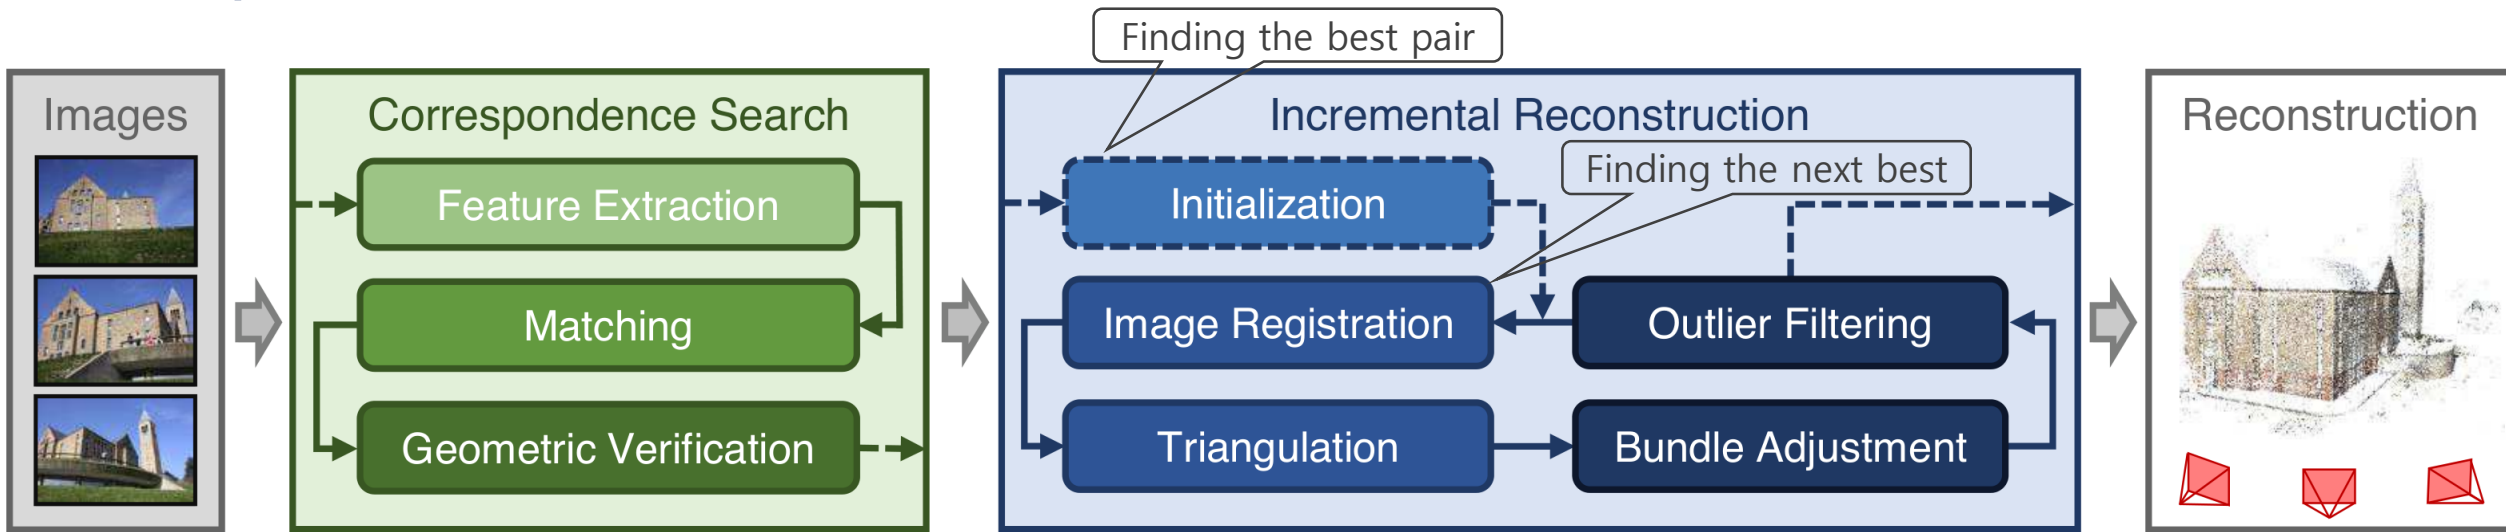 Finding the best pair
Images
Correspondence Search
Feature Extraction
Matching
Geometric Verification
Incremental Reconstruction
Finding the next best
Initialization
Image Registration
Outlier Filtering
Triangulation
Bundle Adjustment
Reconstruction